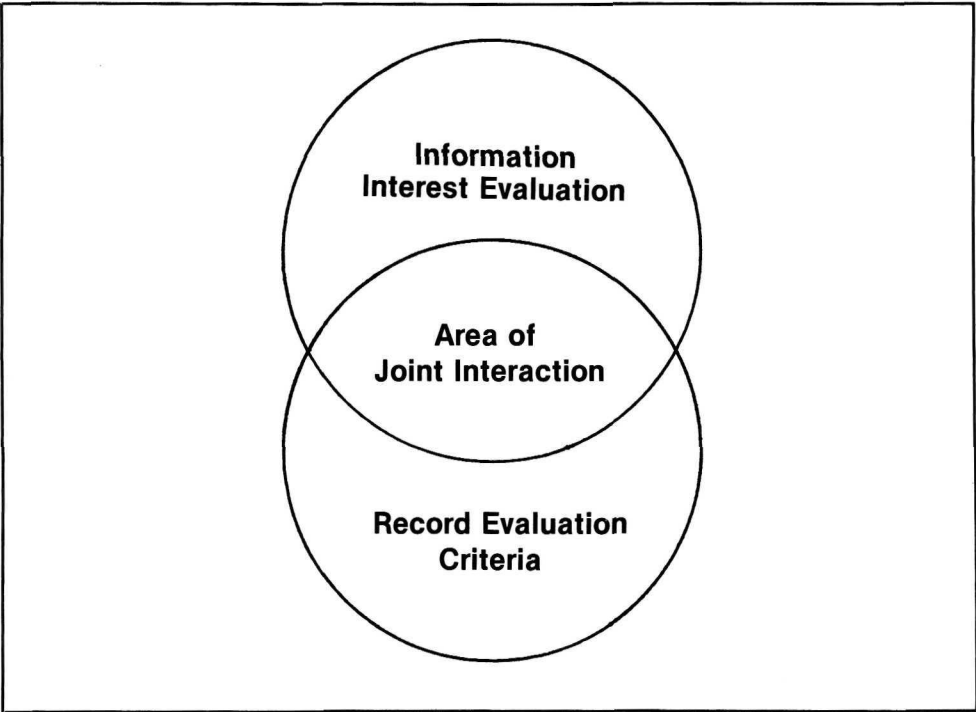 Information
Interest Evaluation
Area of
Joint Interaction
Record Evaluation
Criteria